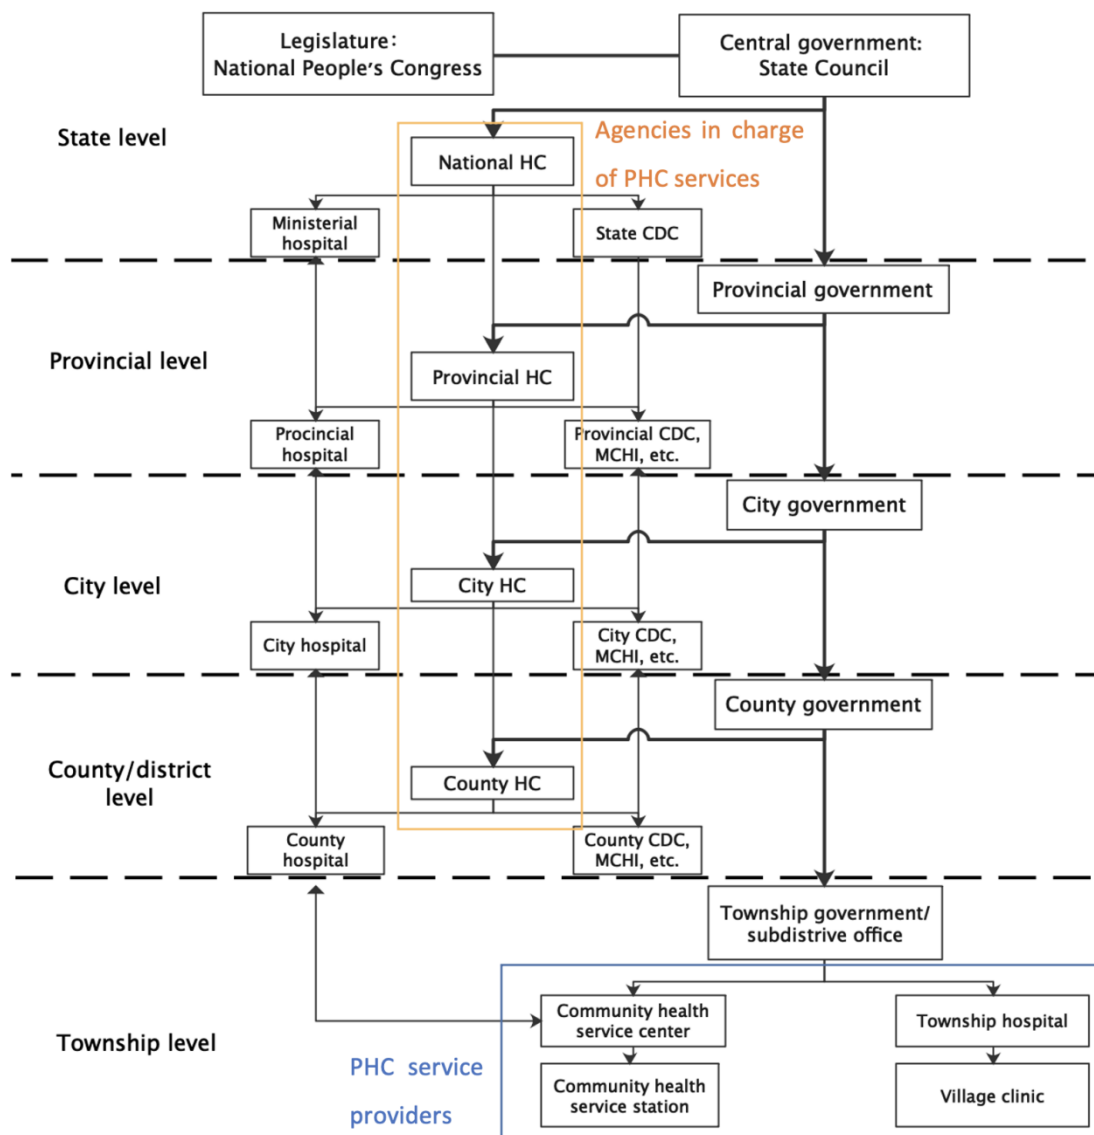 Legislature:
National People's Congress
Central government:
State Council
State level
Agencies in charge
of PHC services
National HC
Ministerial
hospital
State CDC
Provincial government
Provincial level
Provincial HC
Procincial
hospital
Provincial CDC,
MCHI, etc.
City government
City level
City HC
City hospital
City CDC,
MCHI, etc.
County government
County/district
level
County HC
County
hospital
County CDC,
MCHI, etc.
Township government/
subdistrive office
Township level
Community health
service center
Township hospital
PHC service
providers
Community health
service station
Village clinic